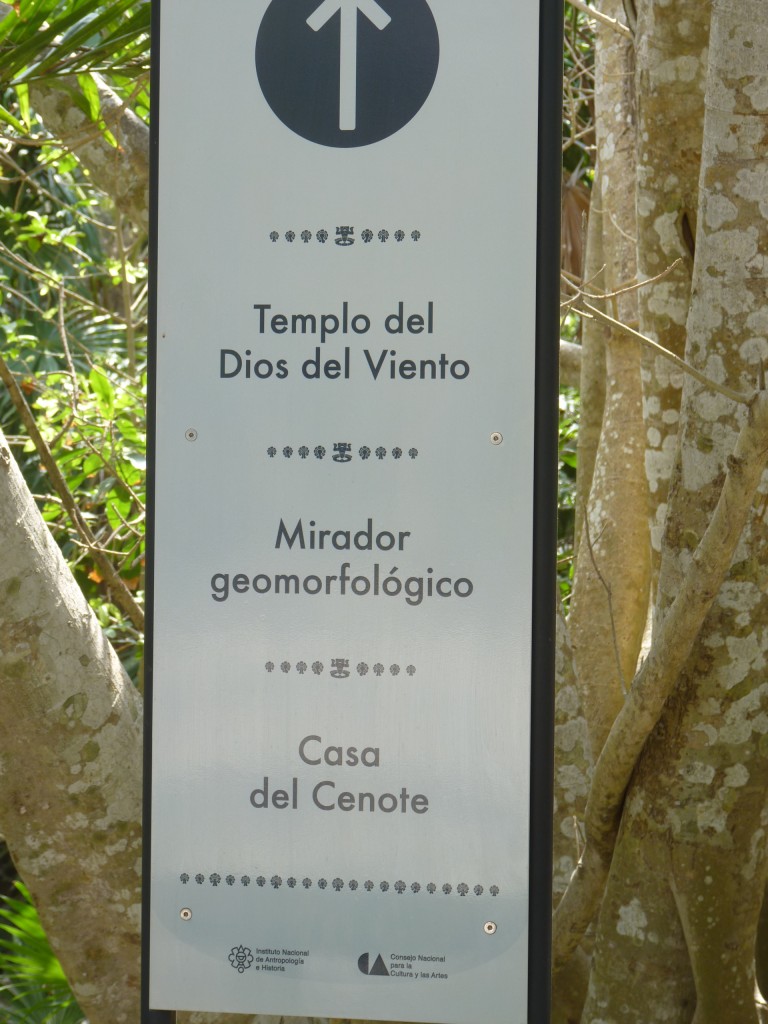 Templo del
Dios del Viento
Mirador
geomorfológico
Casa
del Cenote
Instituto Nacional
de Antropología
e Historia
Consejo Nacional
para la
Cultura y las Artes